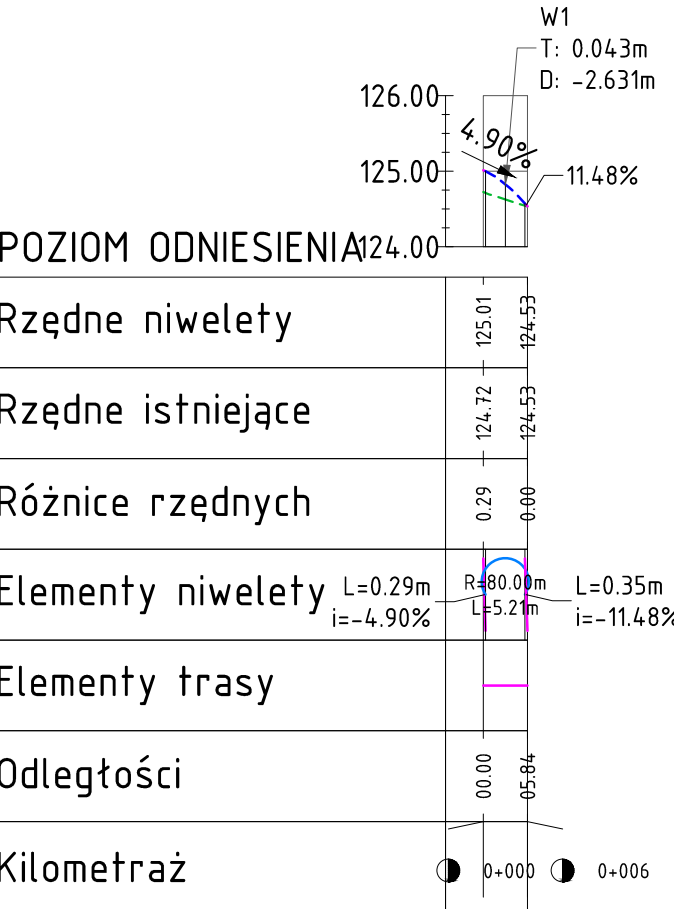 W1
T: 0.043m
D: -2.631m
126.00
4.90%
125.00
11.48%
POZIOM ODNIESIENIA
124.00
Rzędne niwelety
125.01
124.53
Rzędne istniejące
124.72
124.53
Różnice rzędnych
0.29
0.00
Elementy niwelety
L=0.29m
i=-4.90%
R=80.00m
L=5.21m
L=0.35m
i=-11.48%
Elementy trasy
Odległości
00.00
05.84
Kilometraż
0+000
0+006